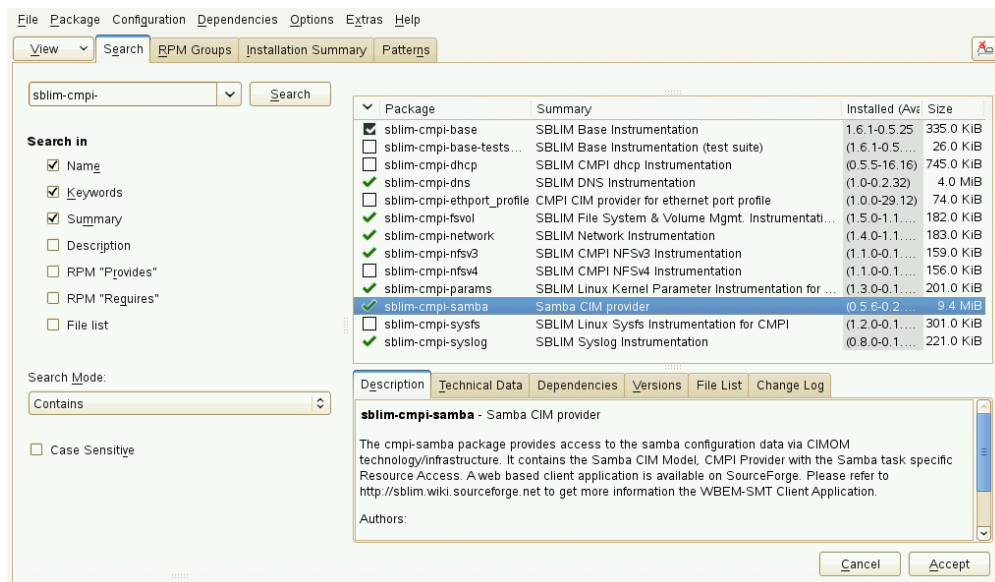 File Package Configuration Dependencies Options Extras Help
View Search RPM Groups Installation Summary Patterns
sblim-cmpi- Search
Search in
Name
Keywords
Summary
Description
RPM "Provides"
RPM "Requires"
File list
Search Mode:
Contains
Case Sensitive
Package Summary Installed (Ava Size
sblim-cmpi-base SBLIM Base Instrumentation 1.6.1-0.5.25 335.0 KiB
sblim-cmpi-base-tests... SBLIM Base Instrumentation (test suite) (1.6.1-0.5.... 26.0 KiB
sblim-cmpi-dhcp SBLIM CMPI dhcp Instrumentation (0.5.5-16.16) 745.0 KiB
sblim-cmpi-dns SBLIM DNS Instrumentation (1.0-0.2.32) 4.0 MiB
sblim-cmpi-ethport_profile CMPI CIM provider for ethernet port profile (1.0.0-29.12) 74.0 KiB
sblim-cmpi-fsvol SBLIM File System & Volume Mgmt. Instrumentati... (1.5.0-1.1.... 182.0 KiB
sblim-cmpi-network SBLIM Network Instrumentation (1.4.0-1.1.... 183.0 KiB
sblim-cmpi-nfsv3 SBLIM CMPI NFSv3 Instrumentation (1.1.0-0.1.... 159.0 KiB
sblim-cmpi-nfsv4 SBLIM CMPI NFSv4 Instrumentation (1.1.0-0.1.... 156.0 KiB
sblim-cmpi-params SBLIM Linux Kernel Parameter Instrumentation for ... (1.3.0-0.1.... 201.0 KiB
sblim-cmpi-samba Samba CIM provider (0.5.6-0.2.... 9.4 MiB
sblim-cmpi-sysfs SBLIM Linux Sysfs Instrumentation for CMPI (1.2.0-0.1.... 301.0 KiB
sblim-cmpi-syslog SBLIM Syslog Instrumentation (0.8.0-0.1.... 221.0 KiB
Description Technical Data Dependencies Versions File List Change Log
sblim-cmpi-samba - Samba CIM provider
The cmpi-samba package provides access to the samba configuration data via CIMOM
technology/infrastructure. It contains the Samba CIM Model, CMPI Provider with the Samba task specific
Resource Access. A web based client application is available on SourceForge. Please refer to
http://sblim.wiki.sourceforge.net to get more information the WBEM-SMT Client Application.
Authors:
Cancel Accept